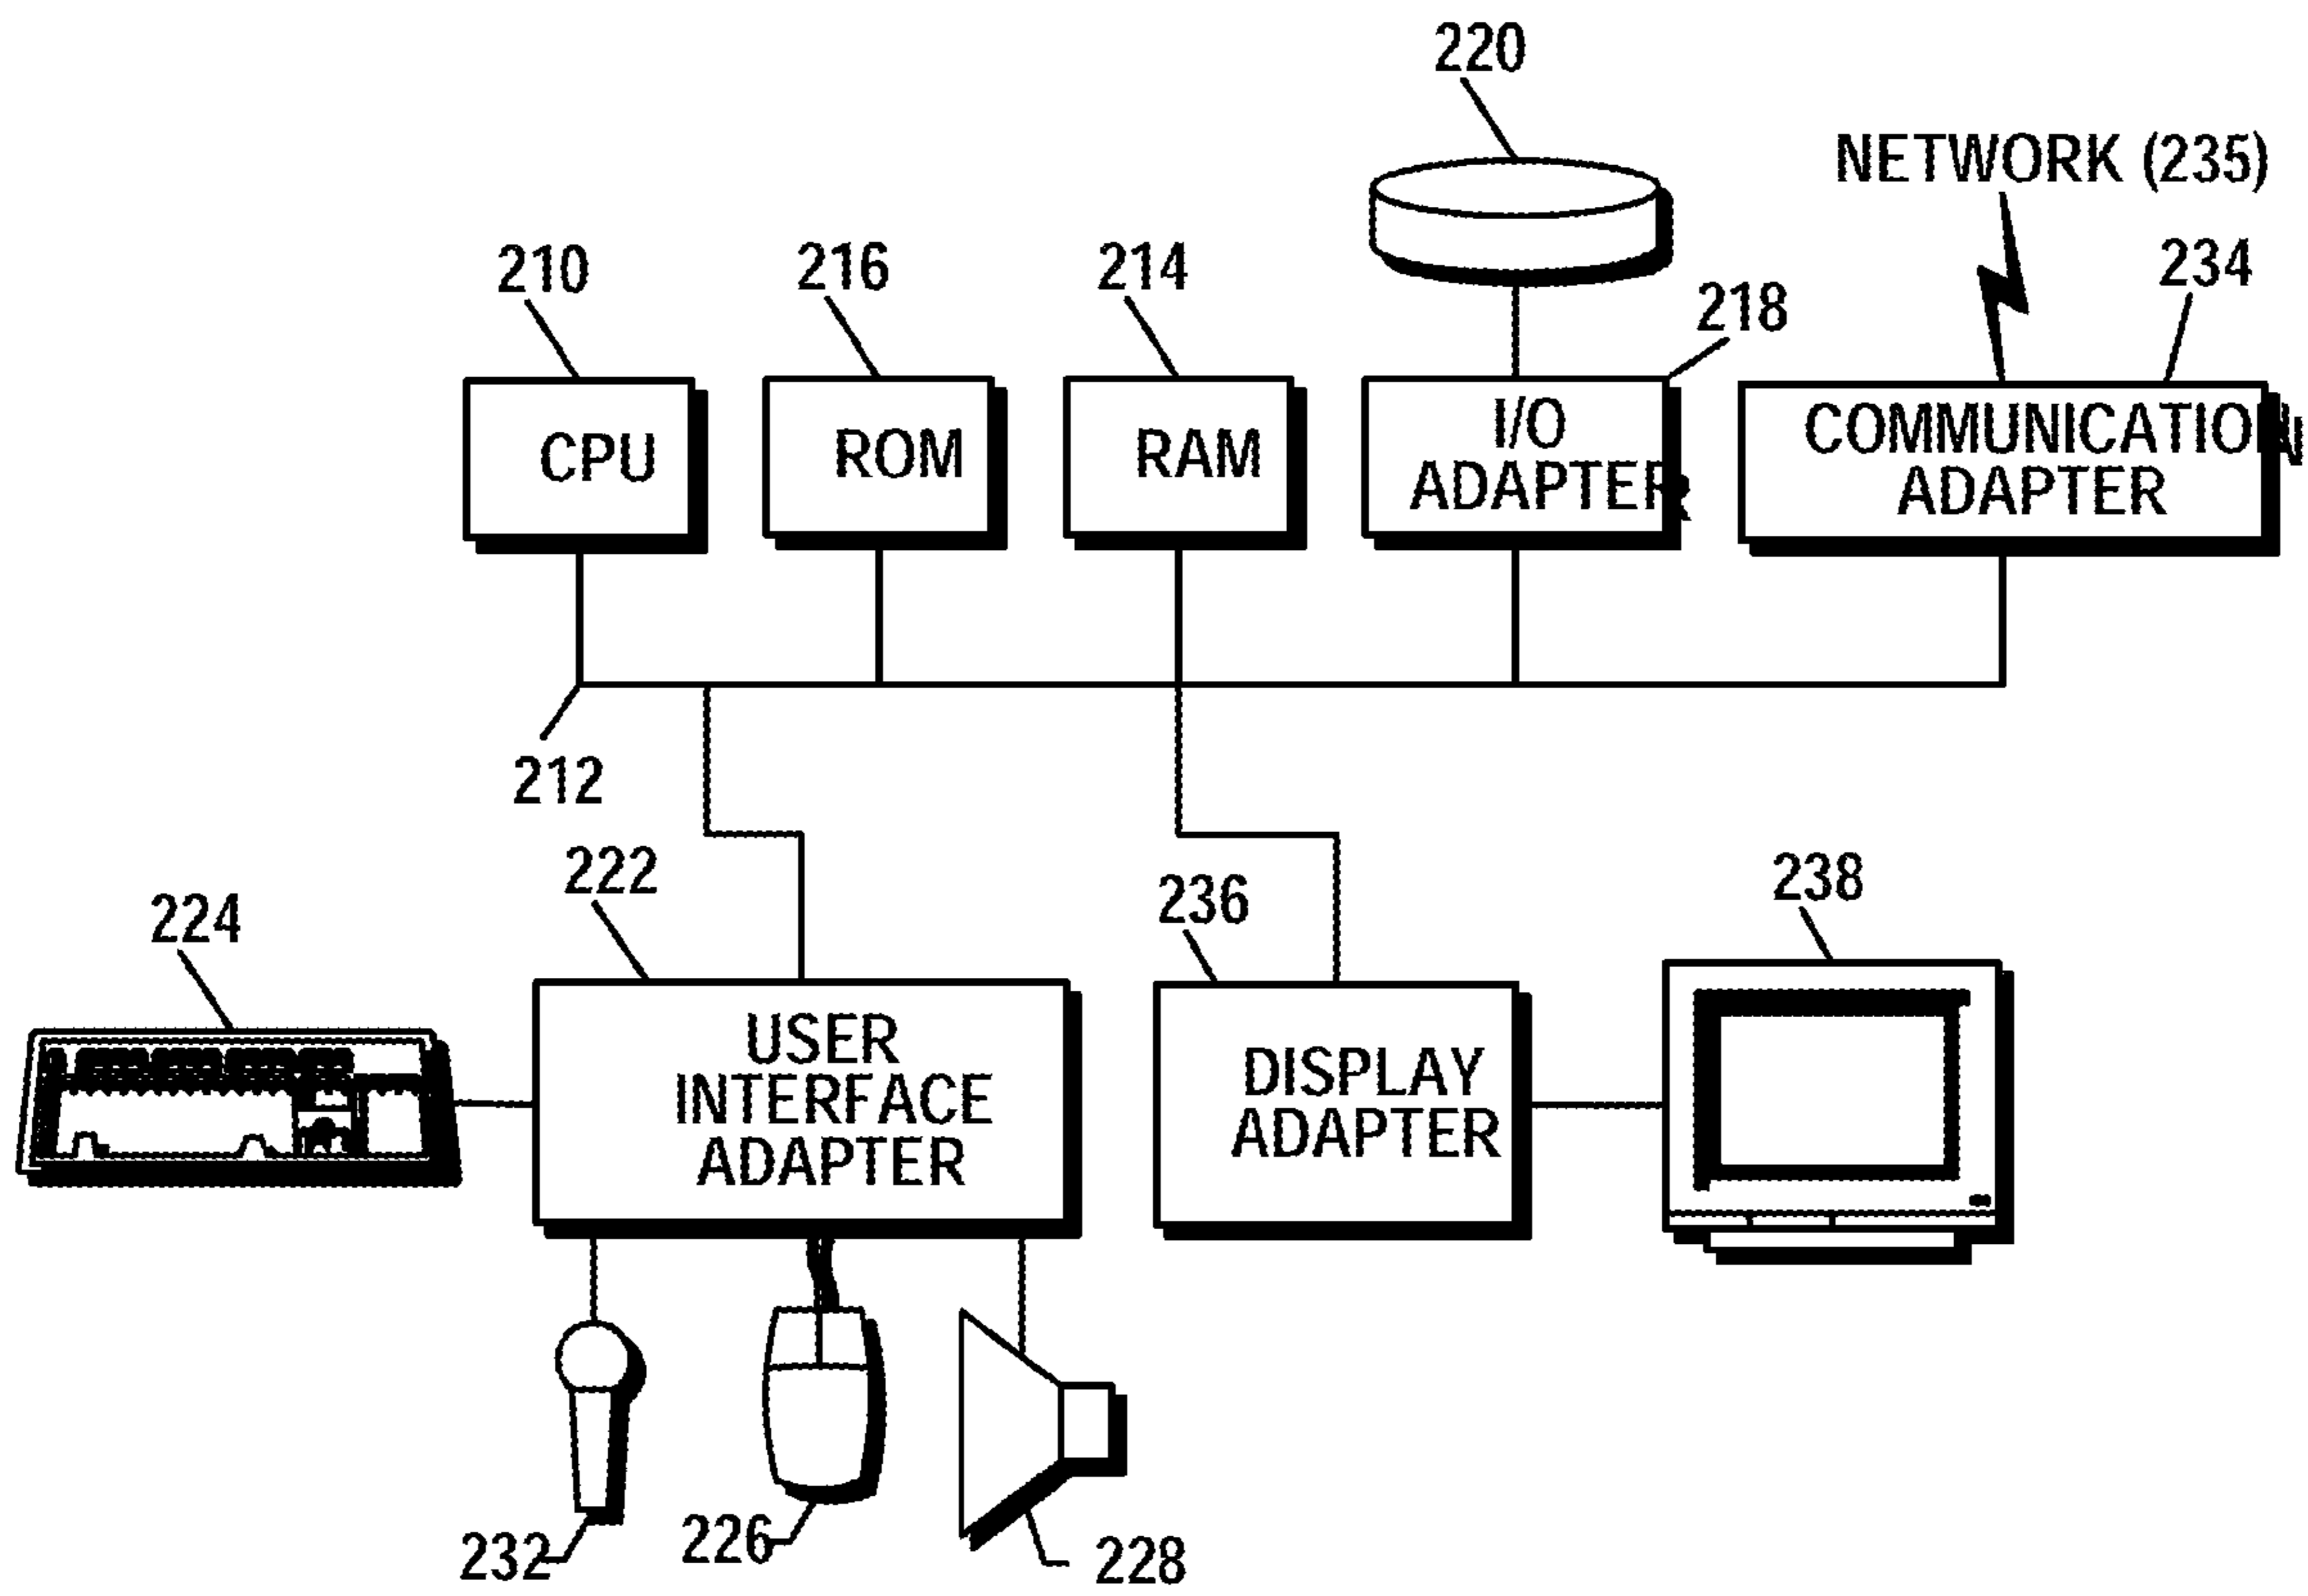 220
NETWORK (235)
210
216
214
218
234
CPU
ROM
RAM
I/O
ADAPTER
COMMUNICATION
ADAPTER
212
222
224
236
238
USER
INTERFACE
ADAPTER
DISPLAY
ADAPTER
232
226
228